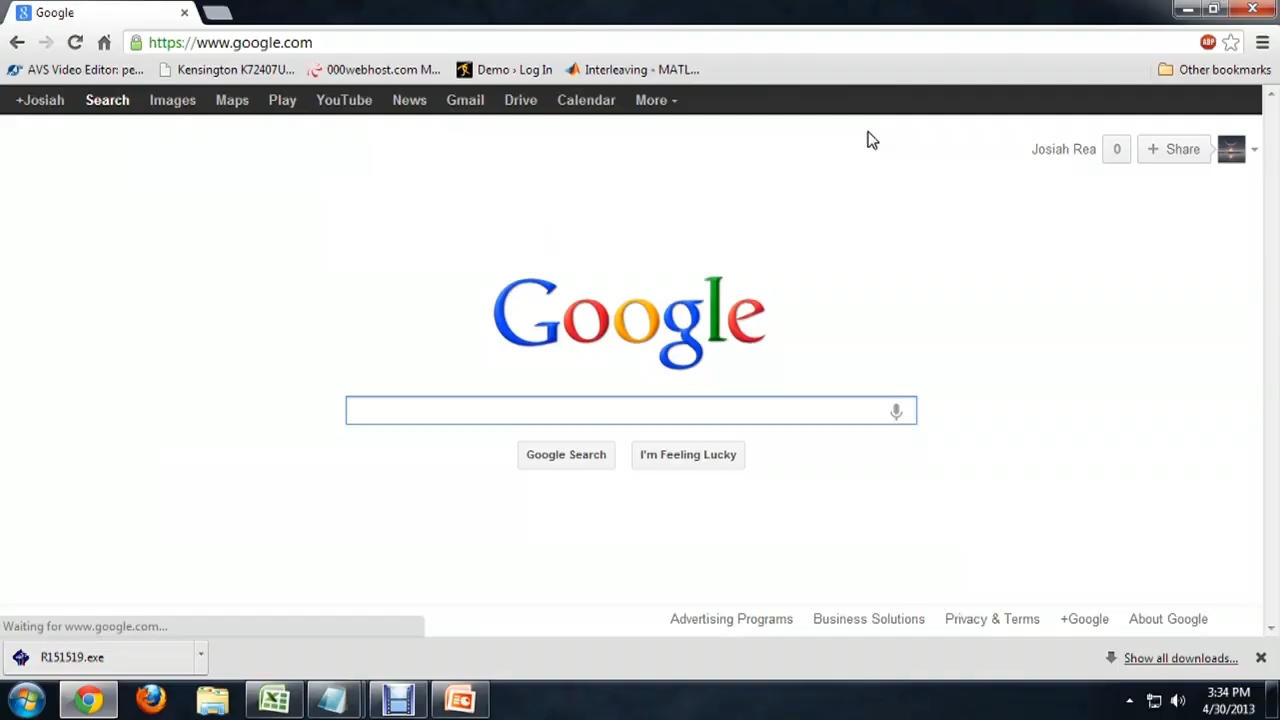 Google
https://www.google.com
AVS Video Editor: pe...
Kensington K72407U...
000webhost.com M...
Demo › Log In
Interleaving - MATL...
Other bookmarks
+Josiah Search Images Maps Play YouTube News Gmail Drive Calendar More
Josiah Rea 0 + Share
Google
Google Search I'm Feeling Lucky
Advertising Programs Business Solutions Privacy & Terms +Google About Google
Waiting for www.google.com...
R151519.exe
Show all downloads...
3:34 PM
4/30/2013